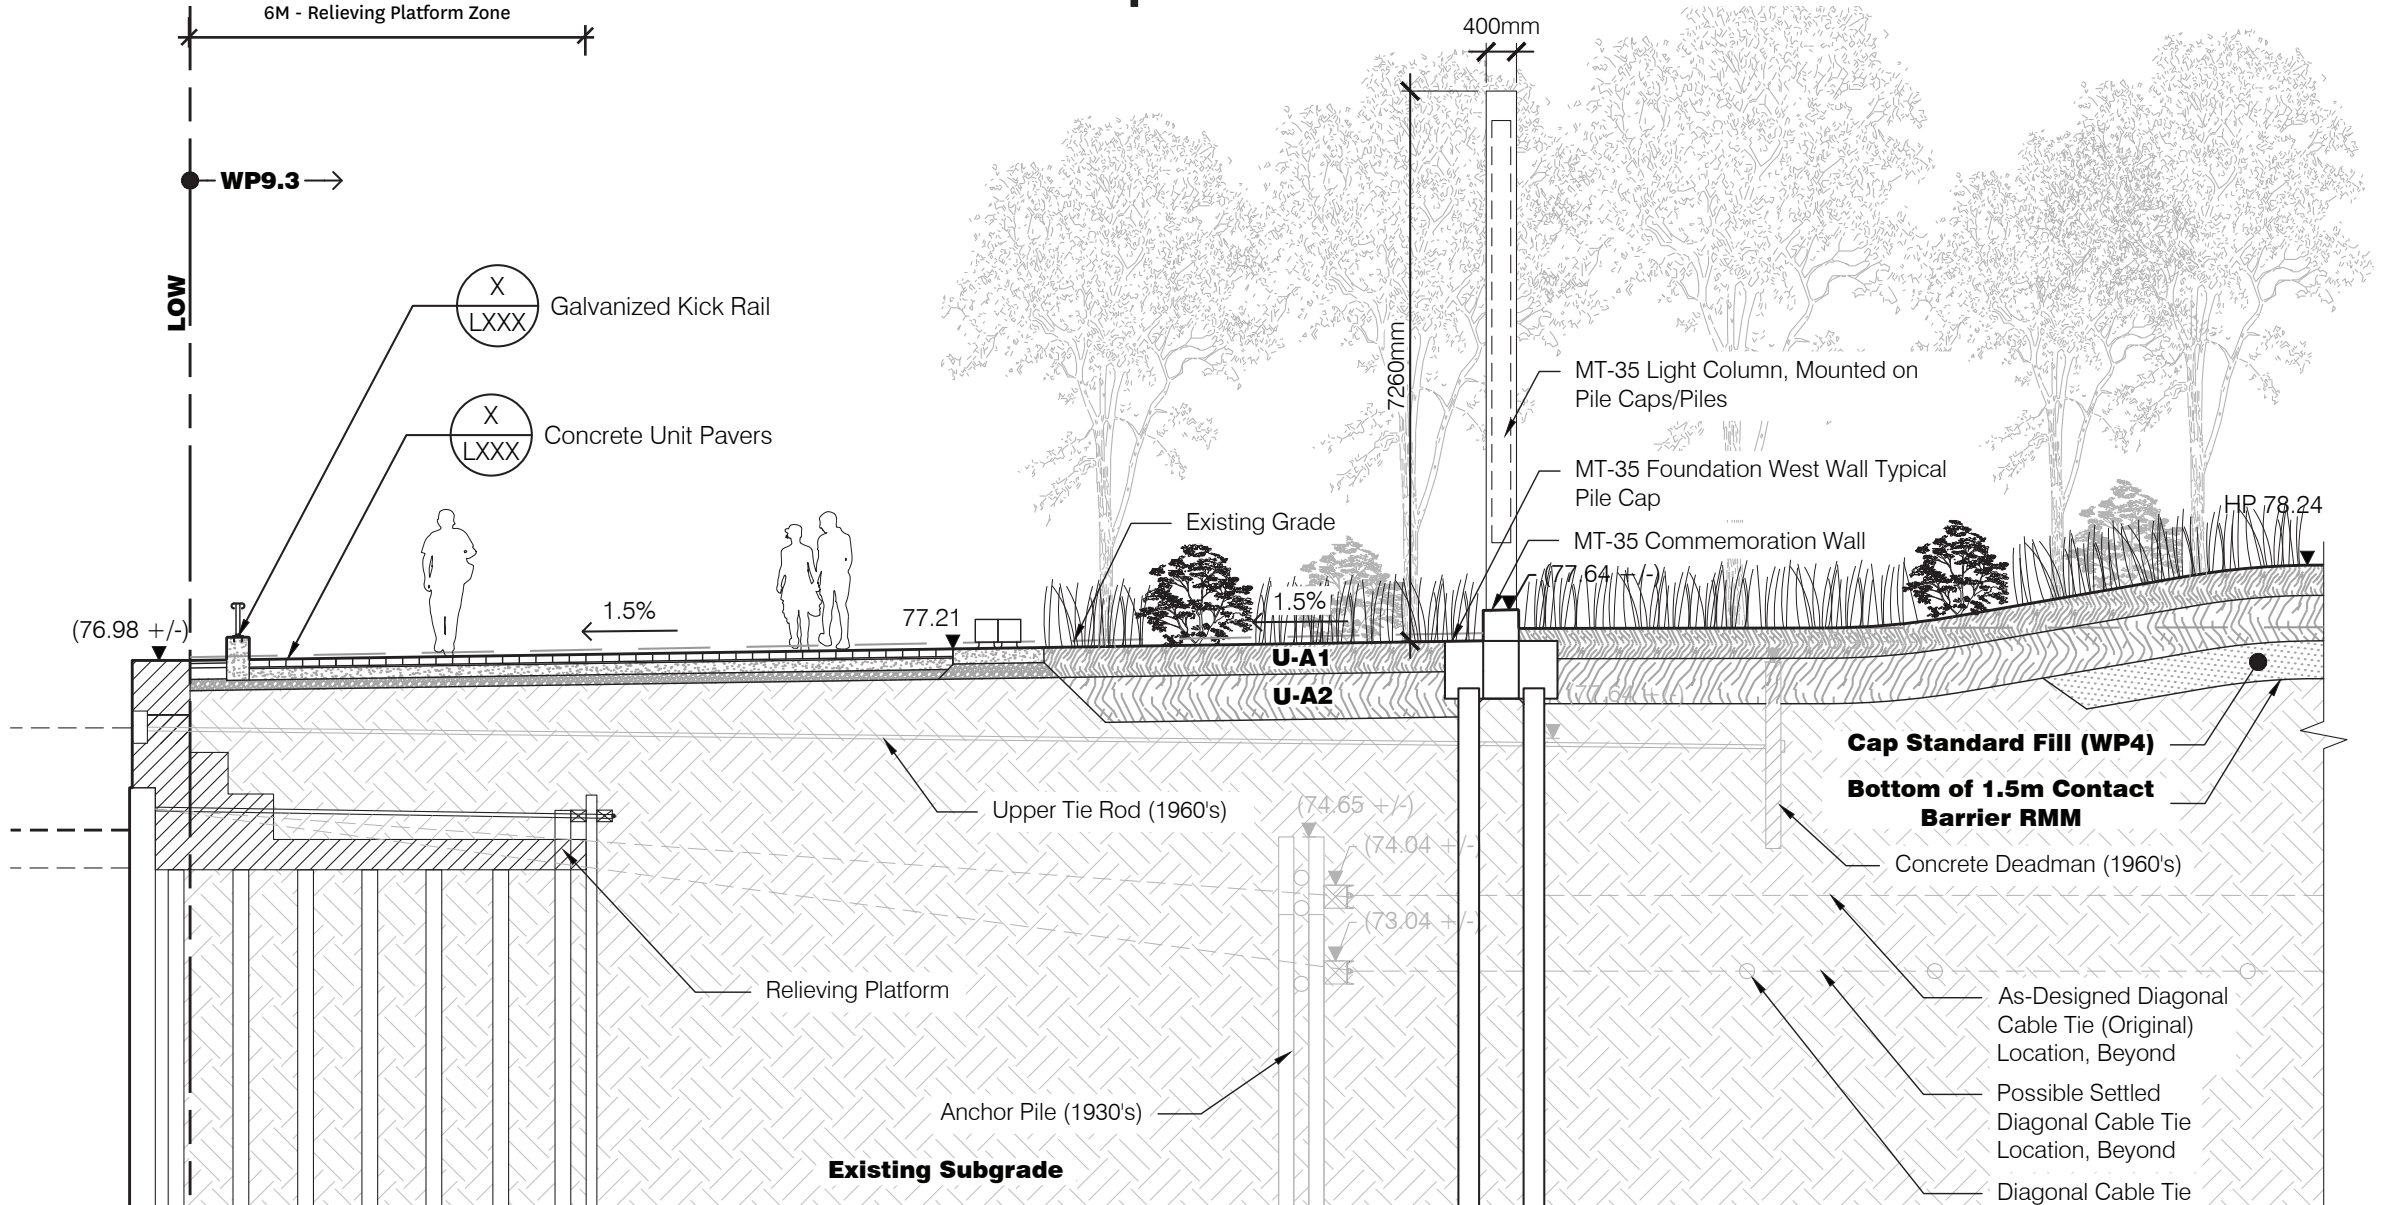 6M - Relieving Platform Zone
400mm
WP9.3
LOW
X
LXXX
Galvanized Kick Rail
X
LXXX
Concrete Unit Pavers
7260mm
MT-35 Light Column, Mounted on
Pile Caps/Piles
MT-35 Foundation West Wall Typical
Pile Cap
HP 78.24
Existing Grade
MT-35 Commemoration Wall
(77.64 +/-)
(76.98 +/-)
1.5%
77.21
1.5%
U-A1
U-A2
(77.64 +/-)
Cap Standard Fill (WP4)
Bottom of 1.5m Contact
Barrier RMM
Upper Tie Rod (1960's)
(74.65 +/-)
(74.04 +/-)
Concrete Deadman (1960's)
(73.04 +/-)
Relieving Platform
As-Designed Diagonal
Cable Tie (Original)
Location, Beyond
Possible Settled
Diagonal Cable Tie
Location, Beyond
Anchor Pile (1930's)
Existing Subgrade
Diagonal Cable Tie